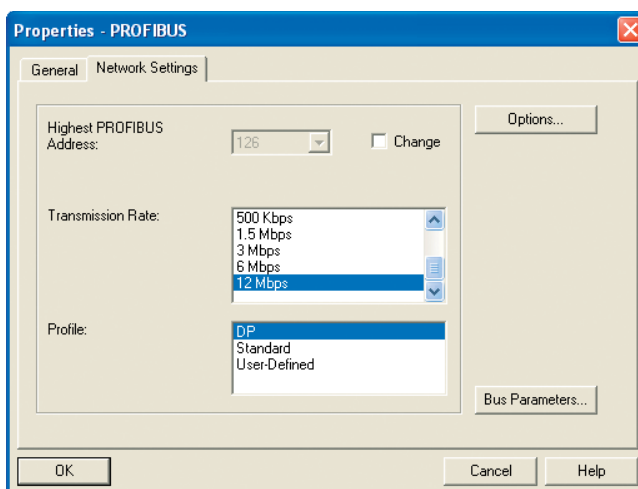 Properties - PROFIBUS
General
Network Settings
Highest PROFIBUS
Address:
126
Change
Options...
Transmission Rate:
500 Kbps
1.5 Mbps
3 Mbps
6 Mbps
12 Mbps
Profile:
DP
Standard
User-Defined
Bus Parameters...
OK
Cancel
Help